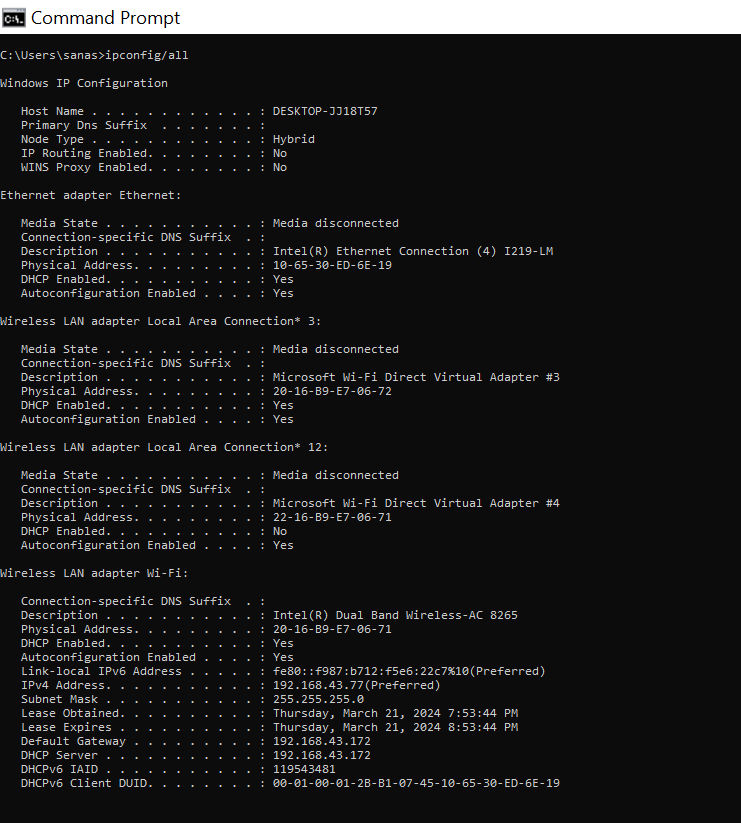 Command Prompt
C:\Users\sanas>ipconfig/all
Windows IP Configuration
   Host Name . . . . . . . . . . . . : DESKTOP-JJ18T57
   Primary Dns Suffix  . . . . . . . :
   Node Type . . . . . . . . . . . . : Hybrid
   IP Routing Enabled. . . . . . . . : No
   WINS Proxy Enabled. . . . . . . . : No
Ethernet adapter Ethernet:
   Media State . . . . . . . . . . . : Media disconnected
   Connection-specific DNS Suffix  . :
   Description . . . . . . . . . . . : Intel(R) Ethernet Connection (4) I219-LM
   Physical Address. . . . . . . . . : 10-65-30-ED-6E-19
   DHCP Enabled. . . . . . . . . . . : Yes
   Autoconfiguration Enabled . . . . : Yes
Wireless LAN adapter Local Area Connection* 3:
   Media State . . . . . . . . . . . : Media disconnected
   Connection-specific DNS Suffix  . :
   Description . . . . . . . . . . . : Microsoft Wi-Fi Direct Virtual Adapter #3
   Physical Address. . . . . . . . . : 20-16-B9-E7-06-72
   DHCP Enabled. . . . . . . . . . . : Yes
   Autoconfiguration Enabled . . . . : Yes
Wireless LAN adapter Local Area Connection* 12:
   Media State . . . . . . . . . . . : Media disconnected
   Connection-specific DNS Suffix  . :
   Description . . . . . . . . . . . : Microsoft Wi-Fi Direct Virtual Adapter #4
   Physical Address. . . . . . . . . : 22-16-B9-E7-06-71
   DHCP Enabled. . . . . . . . . . . : No
   Autoconfiguration Enabled . . . . : Yes
Wireless LAN adapter Wi-Fi:
   Connection-specific DNS Suffix  . :
   Description . . . . . . . . . . . : Intel(R) Dual Band Wireless-AC 8265
   Physical Address. . . . . . . . . : 20-16-B9-E7-06-71
   DHCP Enabled. . . . . . . . . . . : Yes
   Autoconfiguration Enabled . . . . : Yes
   Link-local IPv6 Address . . . . . : fe80::f987:b712:f5e6:22c7%10(Preferred)
   IPv4 Address. . . . . . . . . . . : 192.168.43.77(Preferred)
   Subnet Mask . . . . . . . . . . . : 255.255.255.0
   Lease Obtained. . . . . . . . . . : Thursday, March 21, 2024 7:53:44 PM
   Lease Expires . . . . . . . . . . : Thursday, March 21, 2024 8:53:44 PM
   Default Gateway . . . . . . . . . : 192.168.43.172
   DHCP Server . . . . . . . . . . . : 192.168.43.172
   DHCPv6 IAID . . . . . . . . . . . : 119543481
   DHCPv6 Client DUID. . . . . . . . : 00-01-00-01-2B-B1-07-45-10-65-30-ED-6E-19